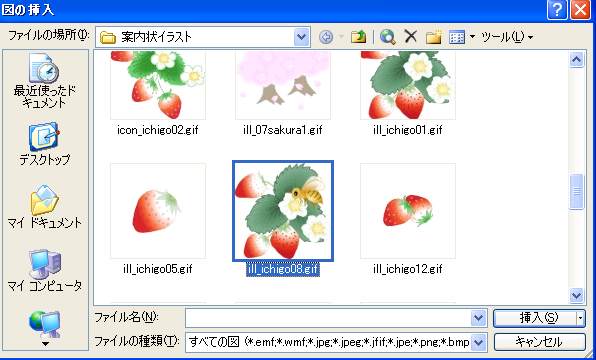 図の挿入
ファイルの場所(I):
案内状イラスト
ツール(L)
最近使ったド
キュメント
デスクトップ
マイ ドキュメント
マイ コンピュータ
icon_ichigo02.gif
ill_07sakura1.gif
ill_ichigo01.gif
ill_ichigo05.gif
ill_ichigo08.gif
ill_ichigo12.gif
ファイル名(N):
挿入(S)
ファイルの種類(T):
すべての図 (*.emf;*.wmf;*.jpg;*.jpeg;*.jfif;*.jpe;*.png;*.bmp
キャンセル